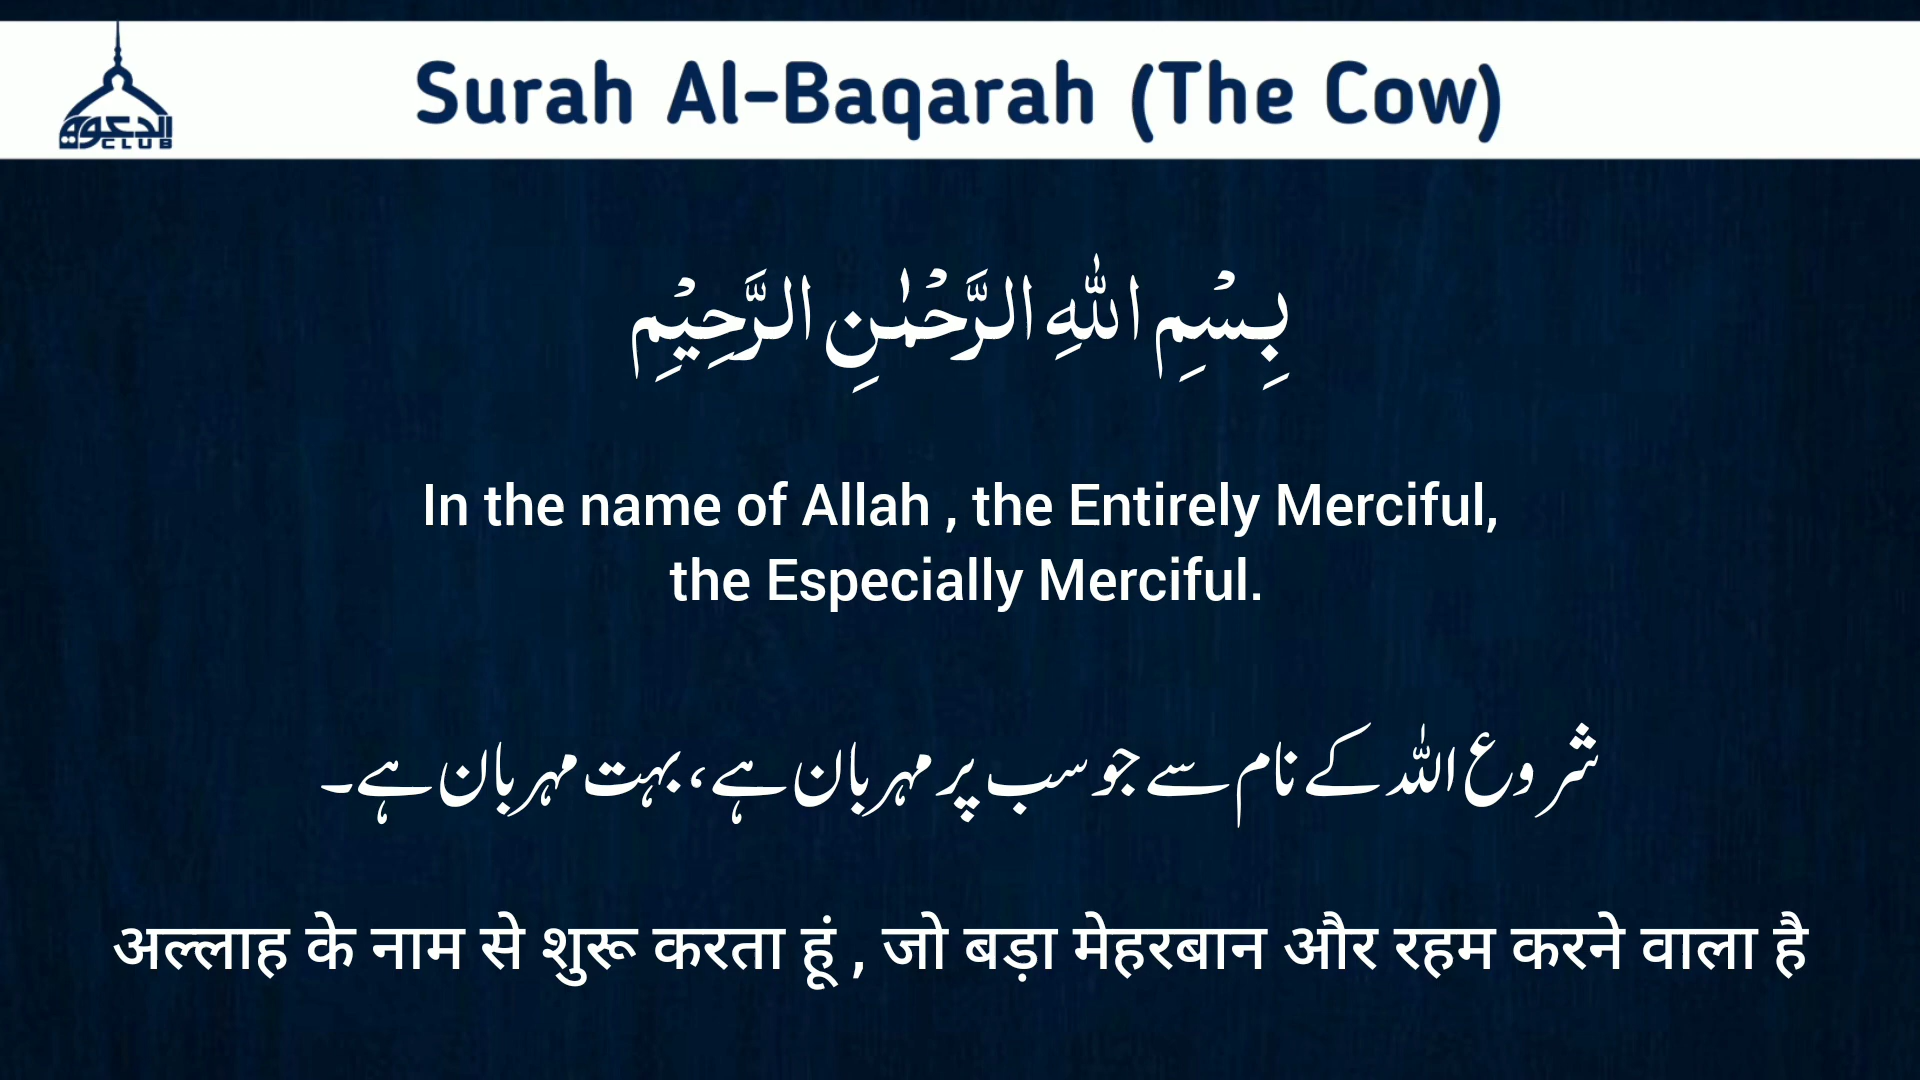 الدعوة
CLUB
Surah Al-Baqarah (The Cow)
بِسْمِ اللّٰهِ الرَّحْمٰنِ الرَّحِيْمِ
In the name of Allah , the Entirely Merciful,
the Especially Merciful.
شروع اللہ کے نام سے جو سب پر مہربان ہے، بہت مہربان ہے۔
अल्लाह के नाम से शुरू करता हूं , जो बड़ा मेहरबान और रहम करने वाला है